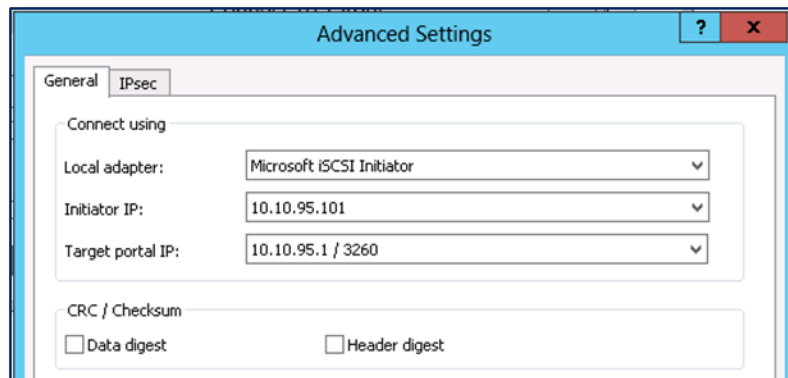 Advanced Settings
? x
General IPsec
Connect using
Local adapter: Microsoft iSCSI Initiator
Initiator IP: 10.10.95.101
Target portal IP: 10.10.95.1 / 3260
CRC / Checksum
Data digest Header digest